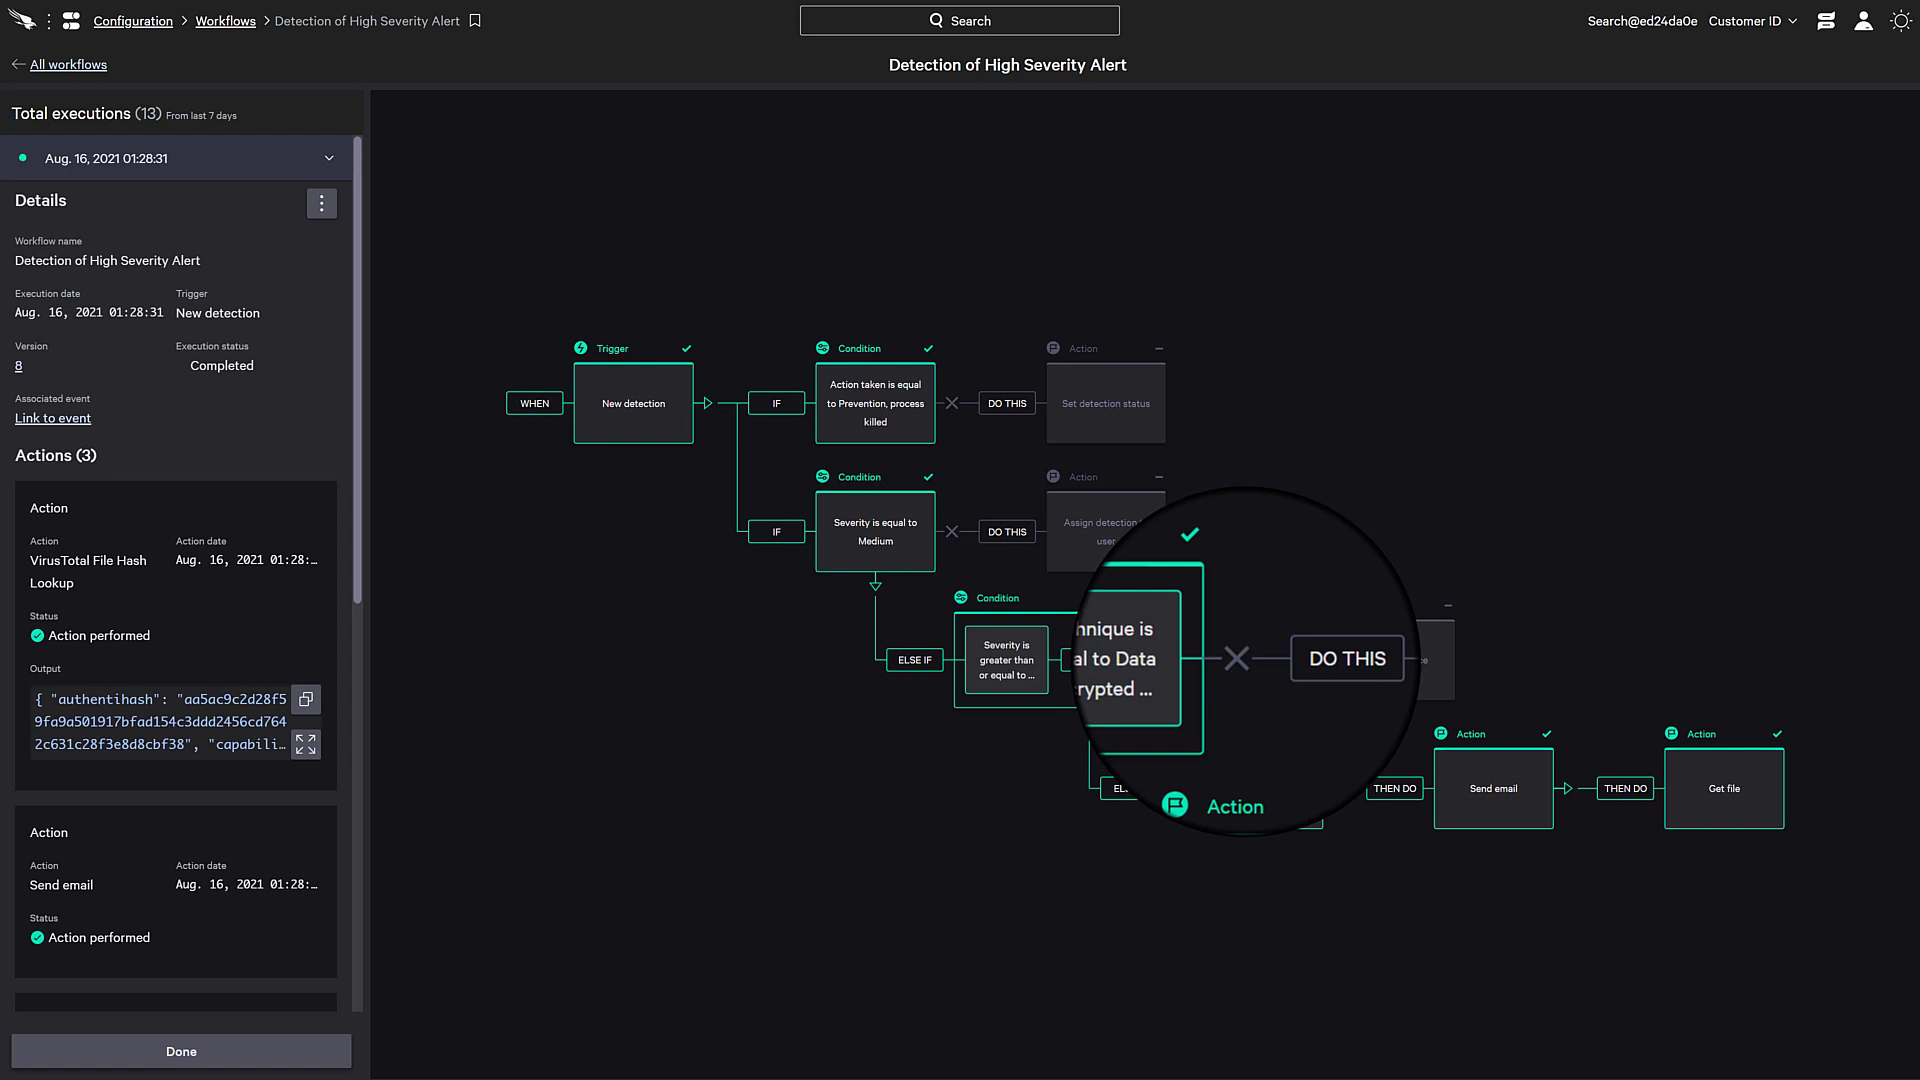 Configuration > Workflows > Detection of High Severity Alert
Search
Search@ed24da0e
Customer ID
All workflows
Detection of High Severity Alert
Total executions (13) From last 7 days
Aug. 16, 2021 01:28:31
Details
Workflow name
Detection of High Severity Alert
Execution date
Trigger
Aug. 16, 2021 01:28:31
New detection
Version
Execution status
8
Completed
Associated event
Link to event
Actions (3)
Action
Action
Action date
VirusTotal File Hash
Lookup
Aug. 16, 2021 01:28:…
Status
Action performed
Output
{ "authentihash": "aa5ac9c2d28f5
9fa9a501917bfad154c3ddd2456cd764
2c631c28f3e8d8cbf38", "capabili…
Action
Action
Action date
Send email
Aug. 16, 2021 01:28:…
Status
Action performed
Done
WHEN
Trigger
New detection
IF
Condition
Action taken is equal
to Prevention, process
killed
DO THIS
Action
Set detection status
IF
Condition
Severity is equal to
Medium
DO THIS
Action
Assign detection
user
ELSE IF
Condition
Severity is
greater than
or equal to ...
hnique is
al to Data
rypted ...
DO THIS
Action
THEN DO
Action
Send email
THEN DO
Action
Get file